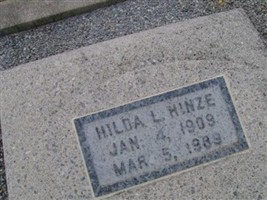 HILDA L. HINZE
JAN. 4, 1909
MAR. 5, 1989